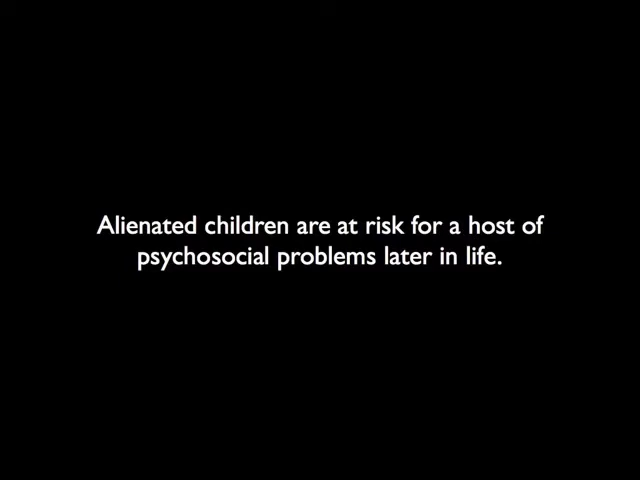 Alienated children are at risk for a host of
psychosocial problems later in life.